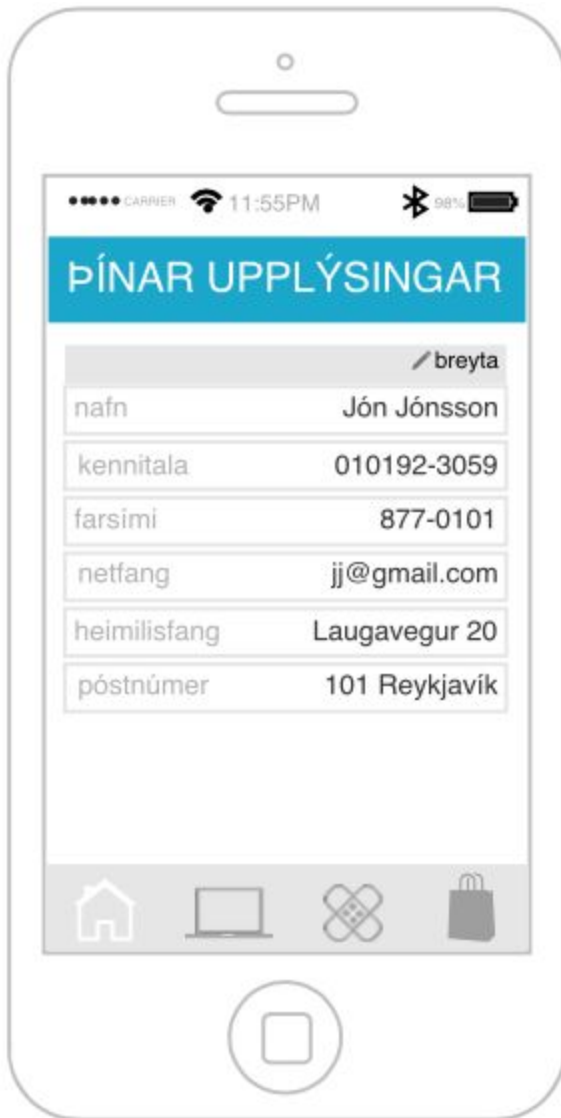 CARRIER 11:55PM 98%
ÞÍNAR UPPLÝSINGAR
breyta
nafn Jón Jónsson
kennitala 010192-3059
farsími 877-0101
netfang jj@gmail.com
heimilisfang Laugavegur 20
póstnúmer 101 Reykjavík